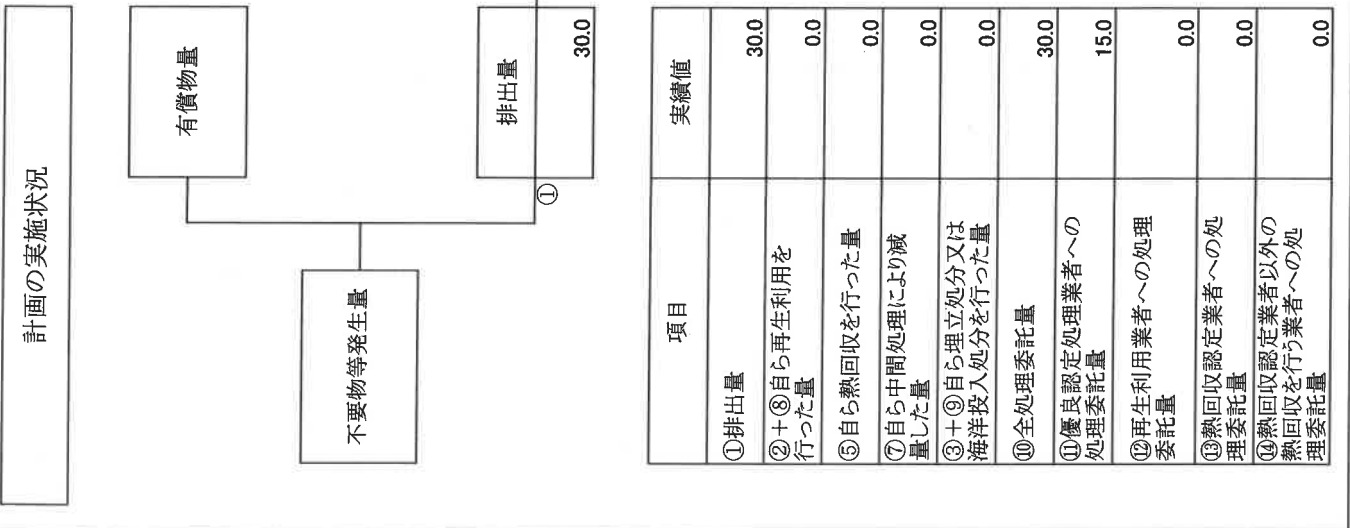 計画の実施状況
有償物量
不要物等発生量
排出量
①
30.0
項目
実績値
①排出量
30.0
②+⑧自ら再生利用を
行った量
0.0
⑤自ら熱回収を行った量
0.0
⑦自ら中間処理により減
量した量
0.0
③+⑨自ら埋立処分又は
海洋投入処分を行った量
0.0
⑩全処理委託量
30.0
⑪優良認定処理業者への
処理委託量
15.0
⑫再生利用業者への処理
委託量
0.0
⑬熱回収認定業者への処
理委託量
0.0
⑭熱回収認定業者以外の
熱回収を行う業者への処
理委託量
0.0